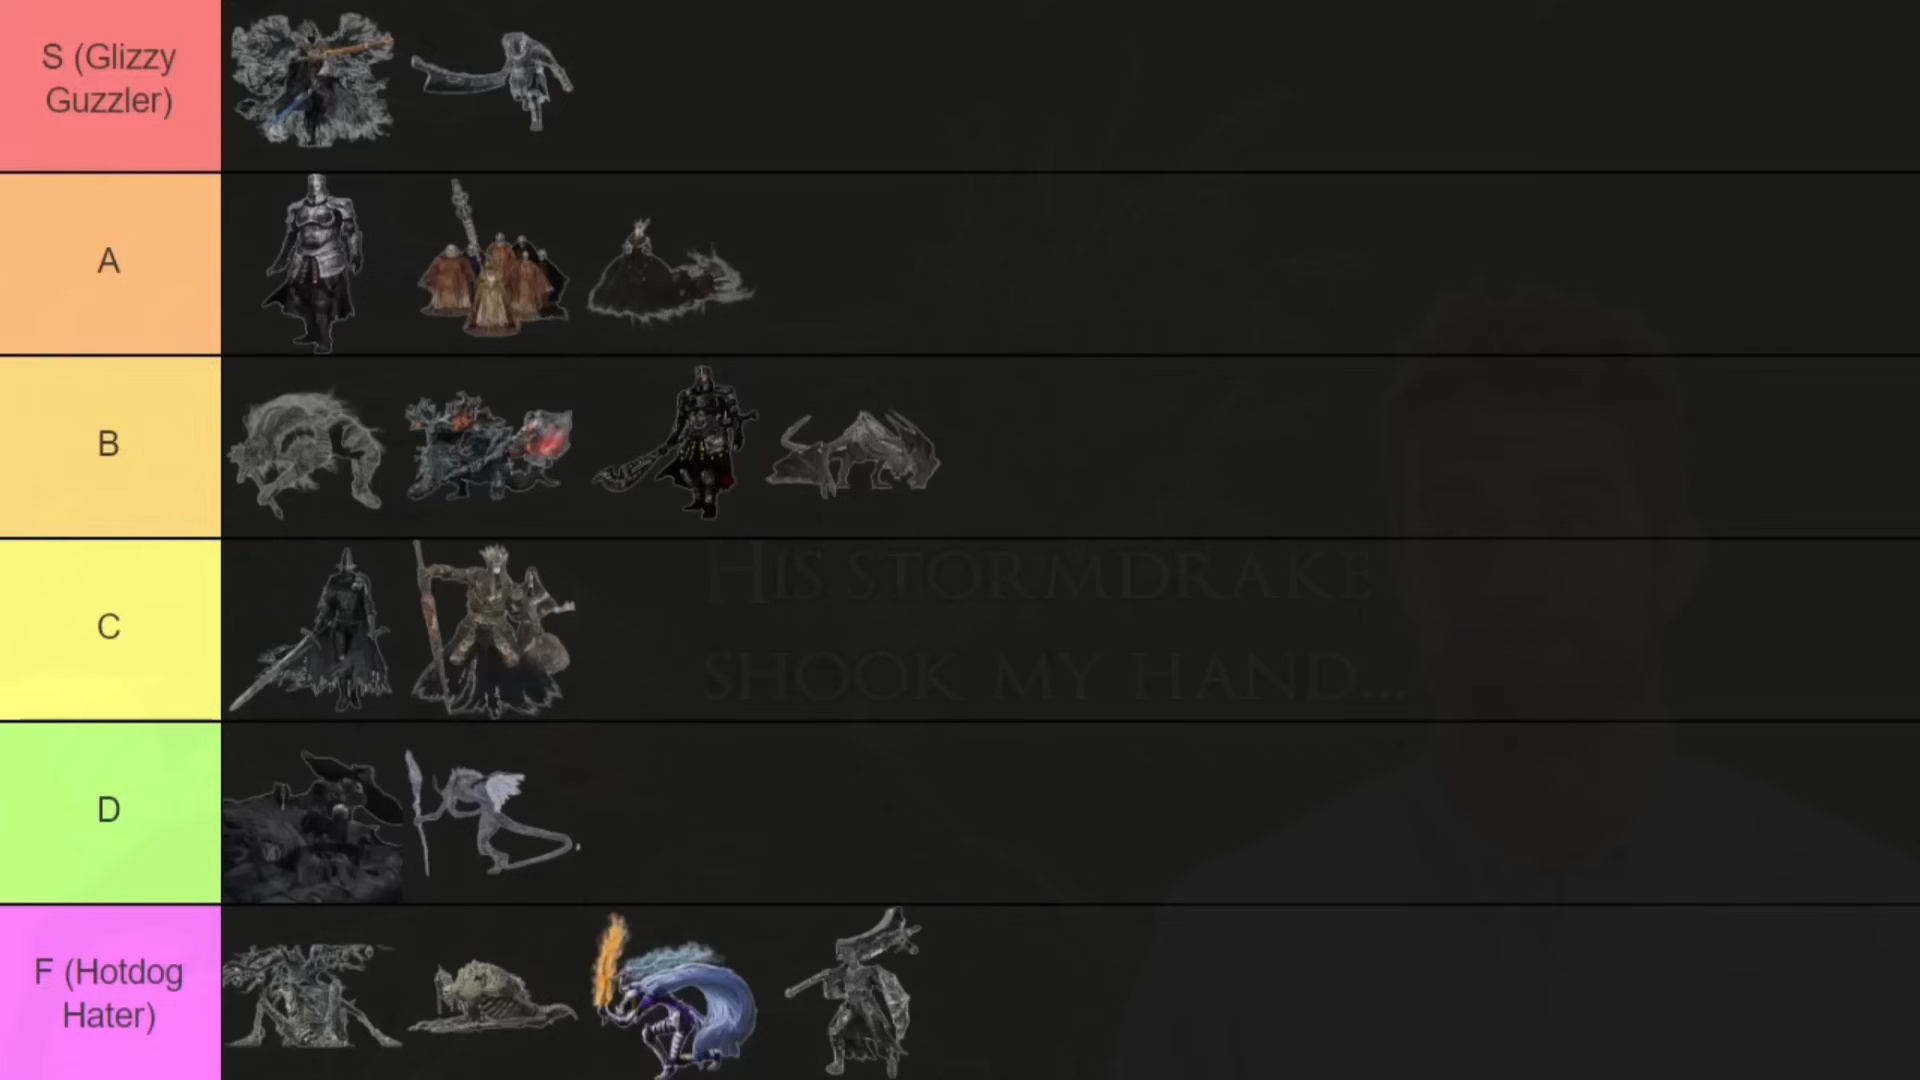 S (Glizzy
Guzzler)
A
B
C
HIS STORMDRAKE
SHOOK MY HAND...
D
F (Hotdog
Hater)